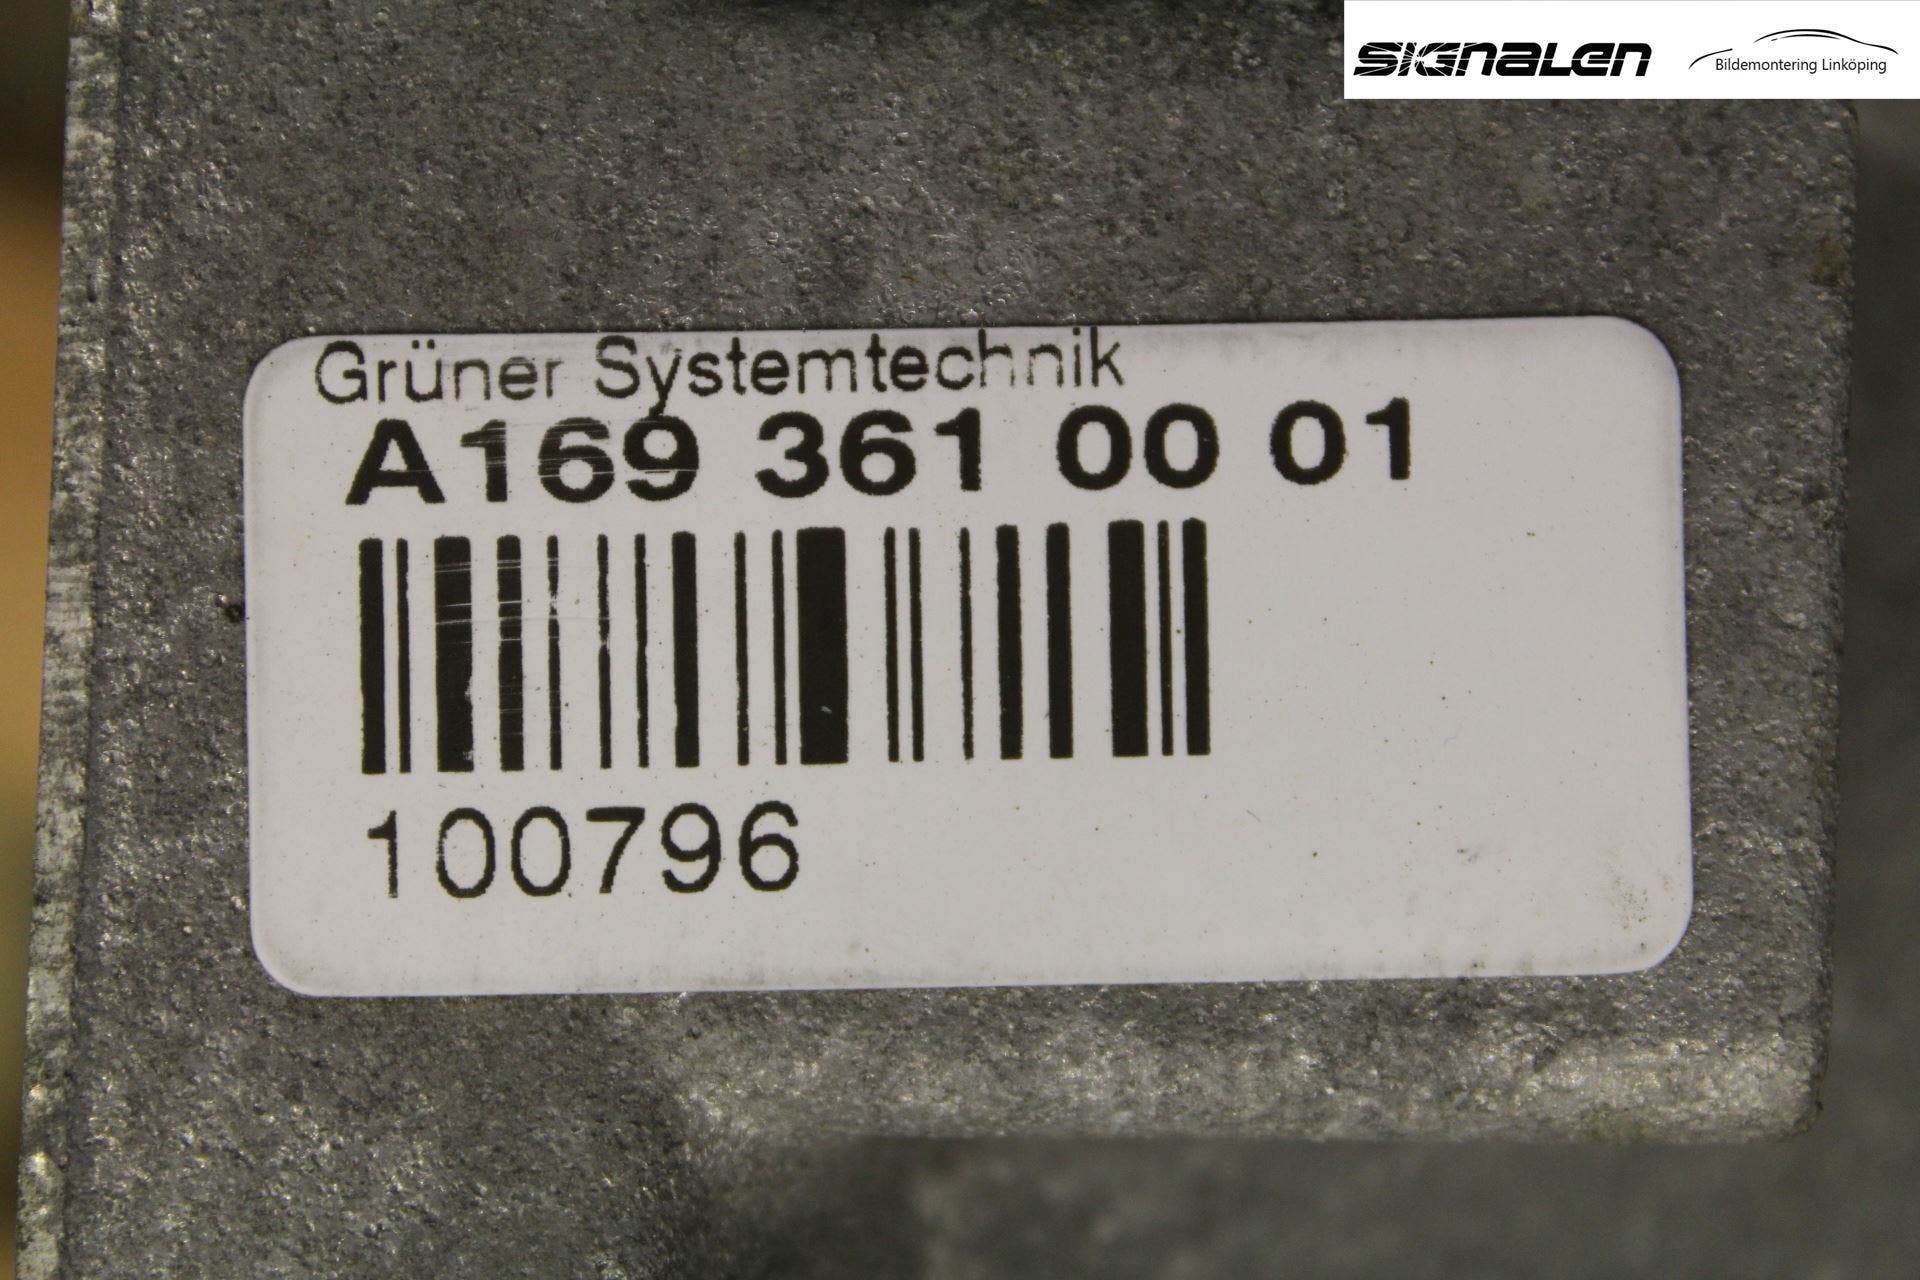 SIGNALEN
Bildemontering Linköping
Grüner Systemtechnik
A169 361 00 01
100796